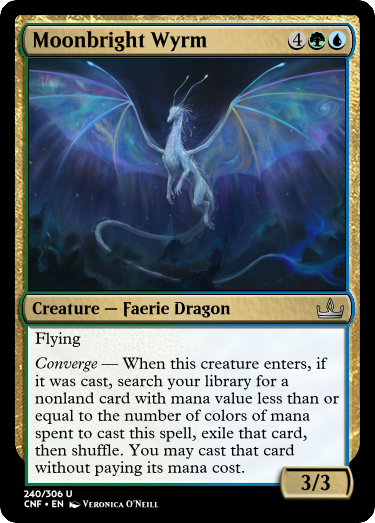 Moonbright Wyrm 4
Creature — Faerie Dragon
Flying
Converge — When this creature enters, if
it was cast, search your library for a
nonland card with mana value less than or
equal to the number of colors of mana
spent to cast this spell, exile that card,
then shuffle. You may cast that card
without paying its mana cost.
3/3
240/306 U
CNF • EN Veronica O'Neill